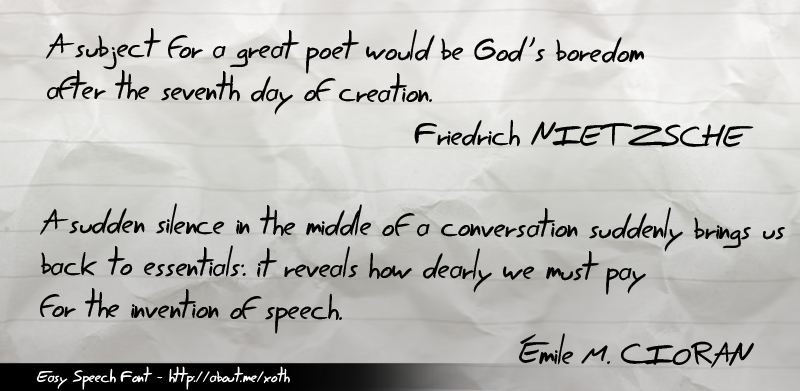 A subject for a great poet would be God's boredom
after the seventh day of creation.
Friedrich NIETZSCHE
A sudden silence in the middle of a conversation suddenly brings us
back to essentials: it reveals how dearly we must pay
for the invention of speech.
Émile M. CIORAN
Easy Speech Font - http://about.me/xoth